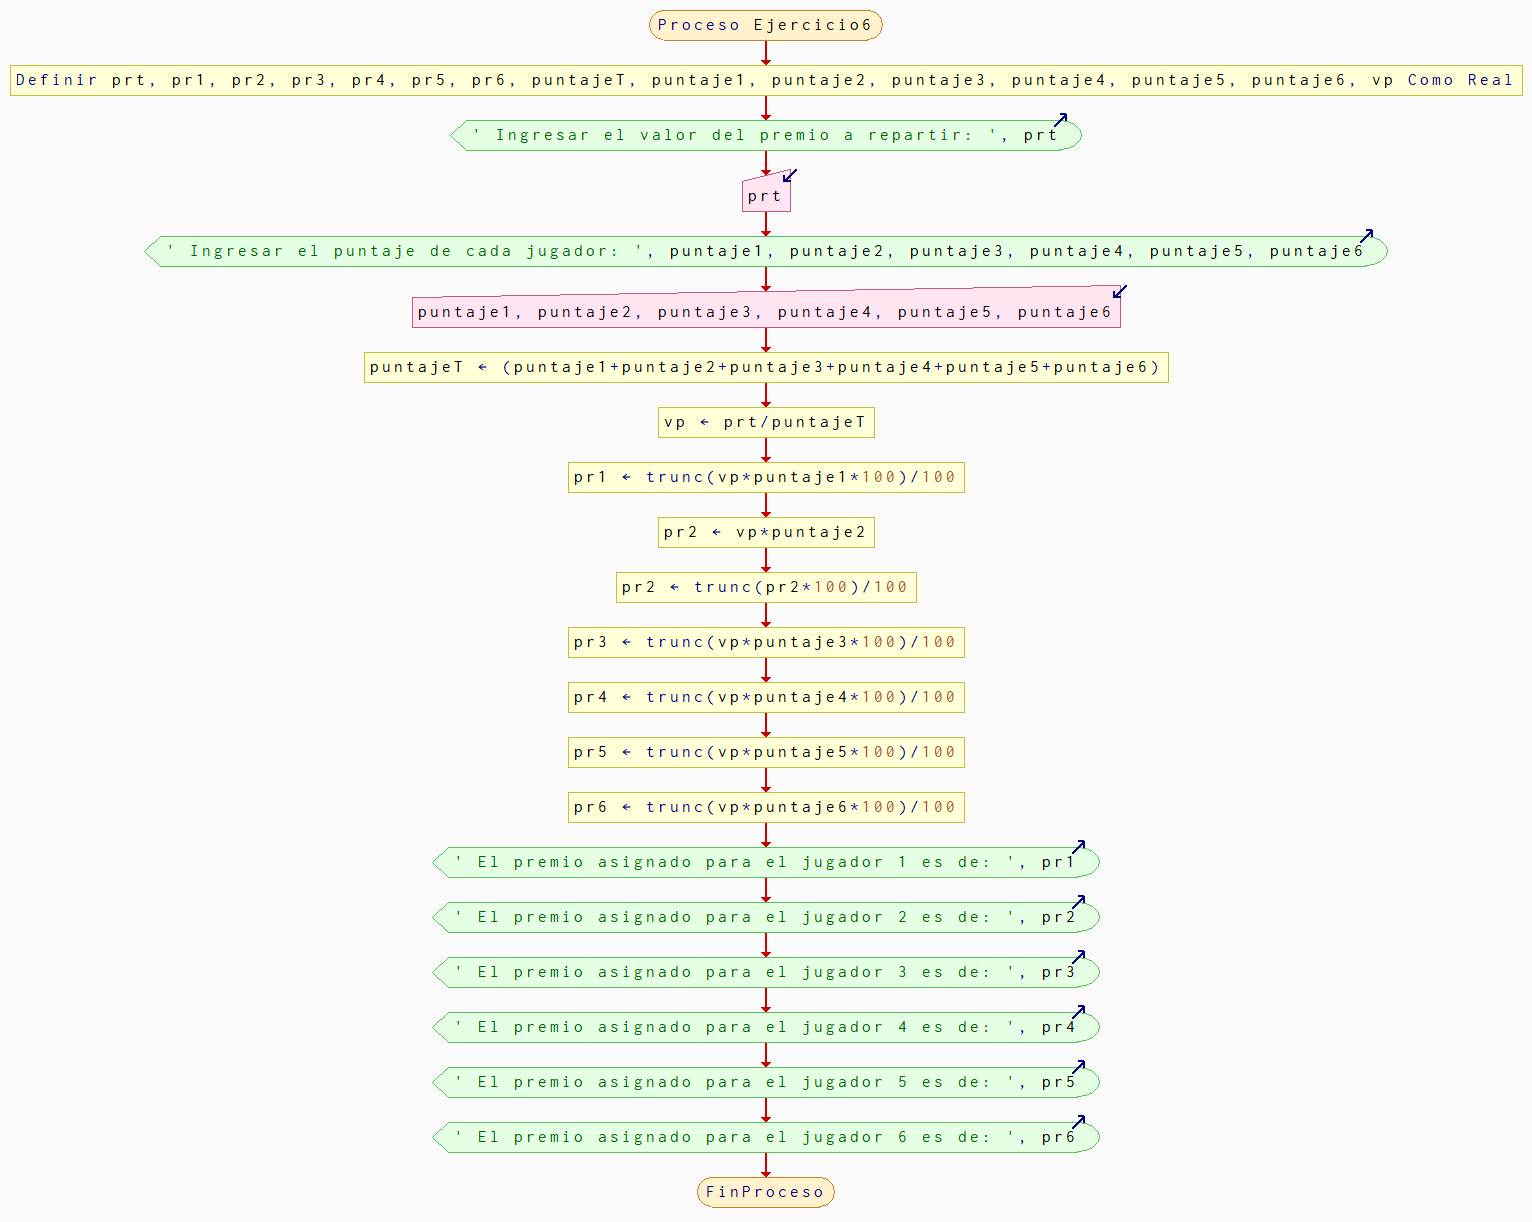 Proceso Ejercicio6
Definir prt, pr1, pr2, pr3, pr4, pr5, pr6, puntajeT, puntaje1, puntaje2, puntaje3, puntaje4, puntaje5, puntaje6, vp Como Real
' Ingresar el valor del premio a repartir: ', prt
prt
' Ingresar el puntaje de cada jugador: ', puntaje1, puntaje2, puntaje3, puntaje4, puntaje5, puntaje6
puntaje1, puntaje2, puntaje3, puntaje4, puntaje5, puntaje6
puntajeT ← (puntaje1+puntaje2+puntaje3+puntaje4+puntaje5+puntaje6)
vp ← prt/puntajeT
pr1 ← trunc(vp*puntaje1*100)/100
pr2 ← vp*puntaje2
pr2 ← trunc(pr2*100)/100
pr3 ← trunc(vp*puntaje3*100)/100
pr4 ← trunc(vp*puntaje4*100)/100
pr5 ← trunc(vp*puntaje5*100)/100
pr6 ← trunc(vp*puntaje6*100)/100
' El premio asignado para el jugador 1 es de: ', pr1
' El premio asignado para el jugador 2 es de: ', pr2
' El premio asignado para el jugador 3 es de: ', pr3
' El premio asignado para el jugador 4 es de: ', pr4
' El premio asignado para el jugador 5 es de: ', pr5
' El premio asignado para el jugador 6 es de: ', pr6
FinProceso